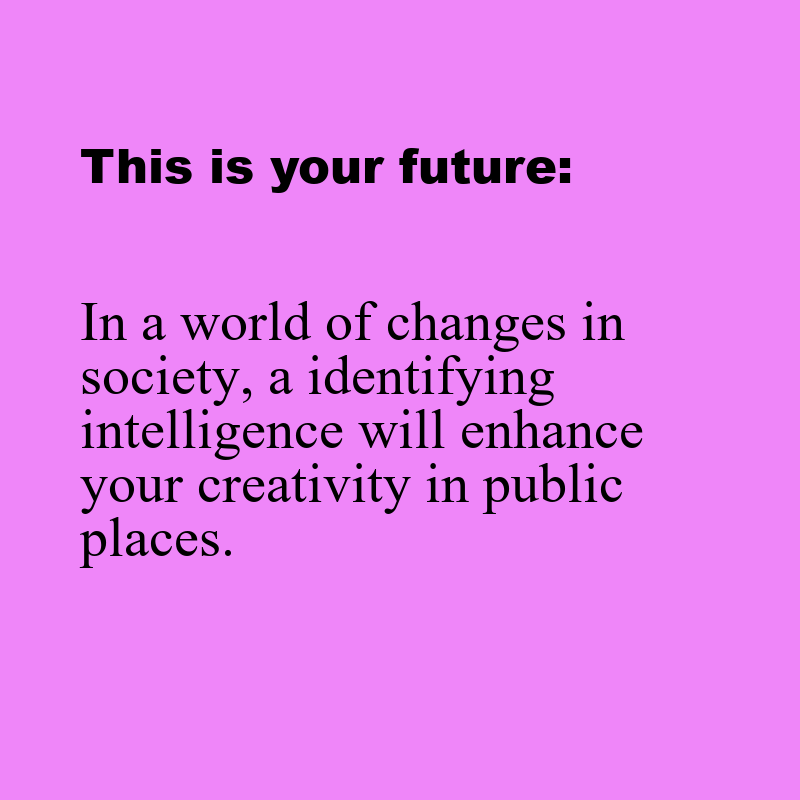 This is your future:
In a world of changes in
society, a identifying
intelligence will enhance
your creativity in public
places.